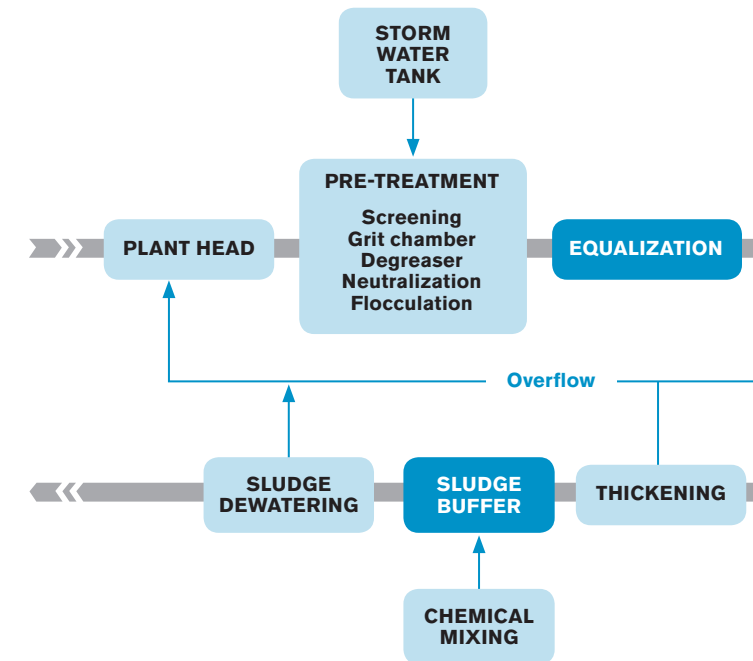 STORM
WATER
TANK
PRE-TREATMENT
Screening
Grit chamber
Degreaser
Neutralization
Flocculation
PLANT HEAD
EQUALIZATION
Overflow
SLUDGE
DEWATERING
SLUDGE
BUFFER
THICKENING
CHEMICAL
MIXING